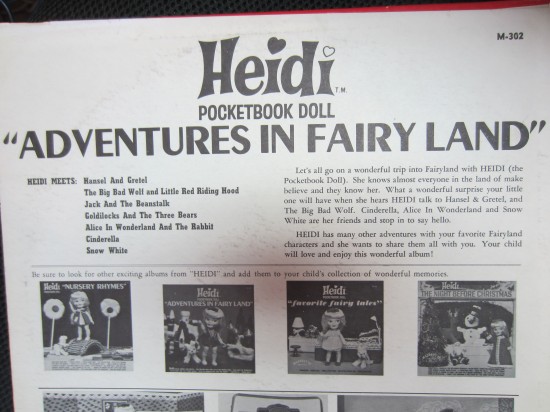 M-302
Heidi T.M.
POCKETBOOK DOLL
"ADVENTURES IN FAIRY LAND"
HEIDI MEETS: Hansel And Gretel
The Big Bad Wolf and Little Red Riding Hood
Jack And The Beanstalk
Goldilocks And The Three Bears
Alice In Wonderland And The Rabbit
Cinderella
Snow White
Let's all go on a wonderful trip into Fairyland with HEIDI (the
Pocketbook Doll). She knows almost everyone in the land of make
believe and they know her. What a wonderful surprise your little
one will have when she hears HEIDI talk to Hansel & Gretel, and
The Big Bad Wolf. Cinderella, Alice In Wonderland and Snow
White are her friends and stop in to say hello.
HEIDI has many other adventures with your favorite Fairyland
characters and she wants to share them all with you. Your child
will love and enjoy this wonderful album!
Be sure to look for other exciting albums from "HEIDI" and add them to your child's collection of wonderful memories.
Heidi
"NURSERY RHYMES"
Heidi
"ADVENTURES IN FAIRY LAND"
Heidi
"favorite fairy tales"
Heidi
THE NIGHT BEFORE CHRISTMAS